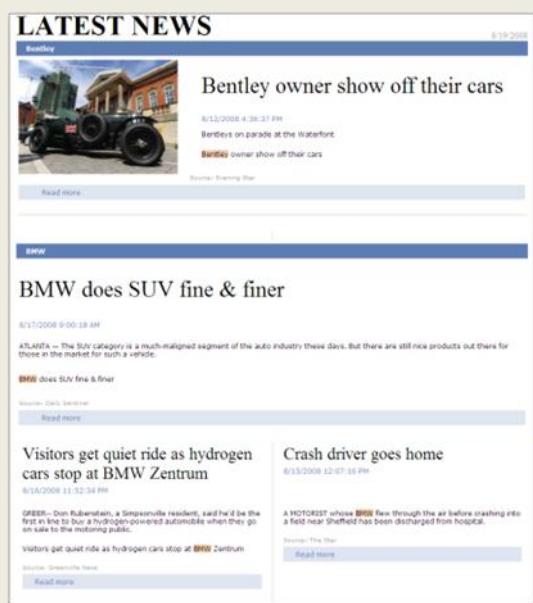 LATEST NEWS
8/19/2008
Bentley
Bentley owner show off their cars
8/12/2008 4:36:37 PM
Bentleys on parade at the Waterfont
Bentley owner show off their cars
Source: Evening Star
Read more
BMW
BMW does SUV fine & finer
8/17/2008 9:00:18 AM
ATLANTA — The SUV category is a much-maligned segment of the auto industry these days. But there are still nice products out there for
those in the market for such a vehicle.
BMW does SUV fine & finer
Source: Daily Sentinel
Read more
Visitors get quiet ride as hydrogen
cars stop at BMW Zentrum
8/16/2008 11:52:34 PM
GREER-- Don Rubenstein, a Simpsonville resident, said he'd be the
first in line to buy a hydrogen-powered automobile when they go
on sale to the motoring public.
Visitors get quiet ride as hydrogen cars stop at BMW Zentrum
Source: Greenville News
Read more
Crash driver goes home
8/15/2008 12:07:16 PM
A MOTORIST whose BMW flew through the air before crashing into
a field near Sheffield has been discharged from hospital.
Source: The Star
Read more